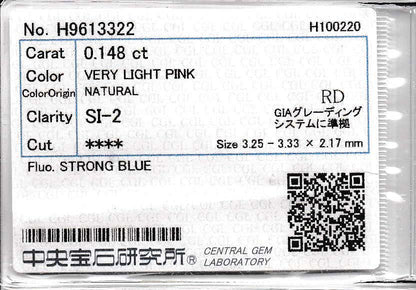 No. H9613322 H100220
Carat 0.148 ct
Color VERY LIGHT PINK
ColorOrigin NATURAL
RD
Clarity SI-2
GIAグレーディング
システムに準拠
Cut **** Size 3.25 - 3.33 × 2.17 mm
Fluo. STRONG BLUE
中央宝石研究所® CENTRAL GEM
LABORATORY